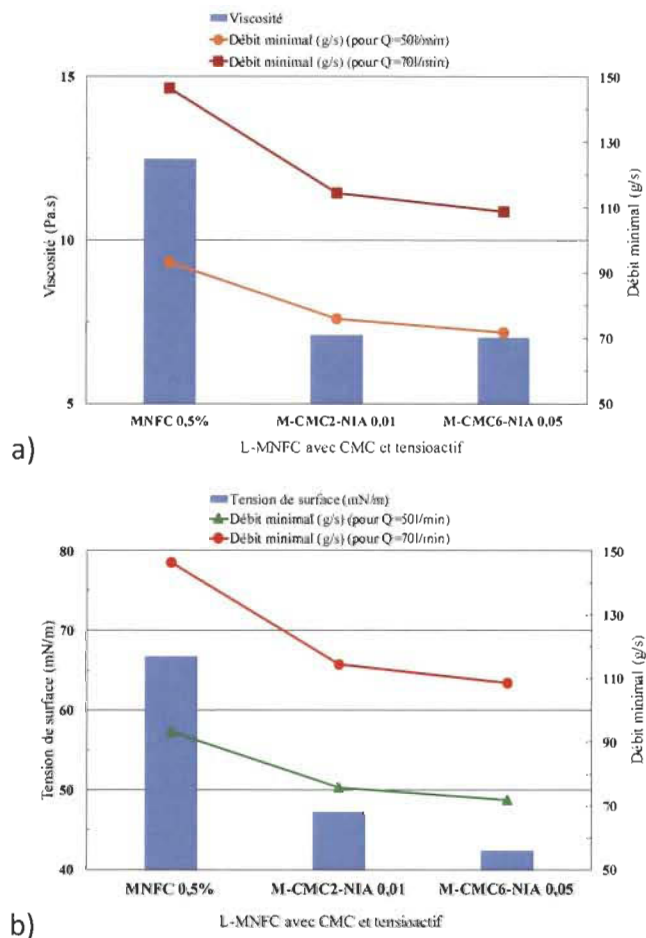 Viscosité
Débit minimal (g/s) (pour Q=50l/min)
Débit minimal (g/s) (pour Q=70l/min)
15
10
5
Viscosité (Pa.s)
150
130
110
90
70
50
Débit minimal (g/s)
MNFC 0,5% M-CMC2-NIA 0,01 M-CMC6-NIA 0,05
L-MNFC avec CMC et tensioactif
a)
Tension de surface (mN/m)
Débit minimal (g/s) (pour Q=50l/min)
Débit minimal (g/s) (pour Q=70l/min)
80
70
60
50
40
Tension de surface (mN/m)
150
130
110
90
70
50
Débit minimal (g/s)
MNFC 0,5% M-CMC2-NIA 0,01 M-CMC6-NIA 0,05
L-MNFC avec CMC et tensioactif
b)